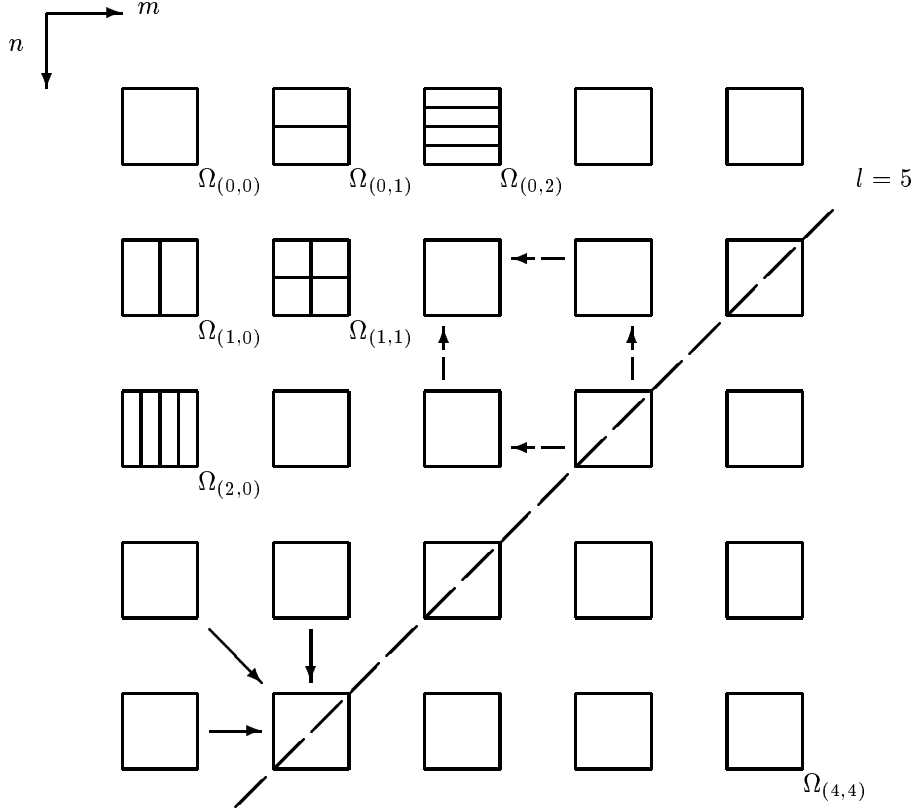 m
n
Ω(0,0) Ω(0,1) Ω(0,2)
l = 5
Ω(1,0) Ω(1,1)
Ω(2,0)
Ω(4,4)